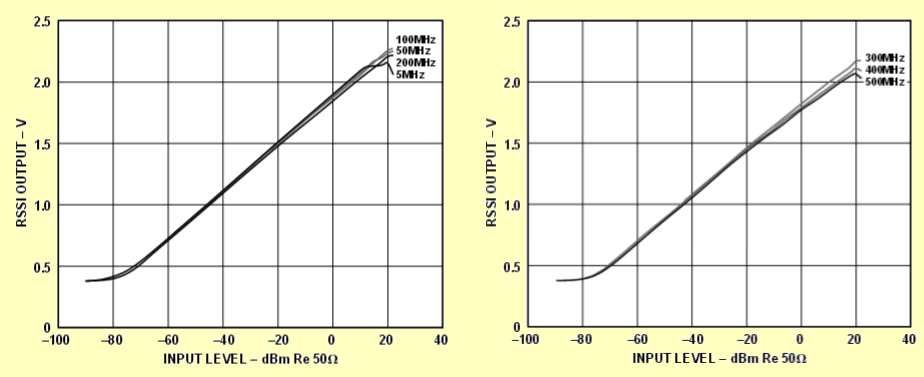 2.5
2.0
1.5
1.0
0.5
0
RSSI OUTPUT – V
–100 –80 –60 –40 –20 0 20 40
INPUT LEVEL – dBm Re 50Ω
100MHz
50MHz
200MHz
5MHz
2.5
2.0
1.5
1.0
0.5
0
RSSI OUTPUT – V
–100 –80 –60 –40 –20 0 20 40
INPUT LEVEL – dBm Re 50Ω
300MHz
400MHz
500MHz